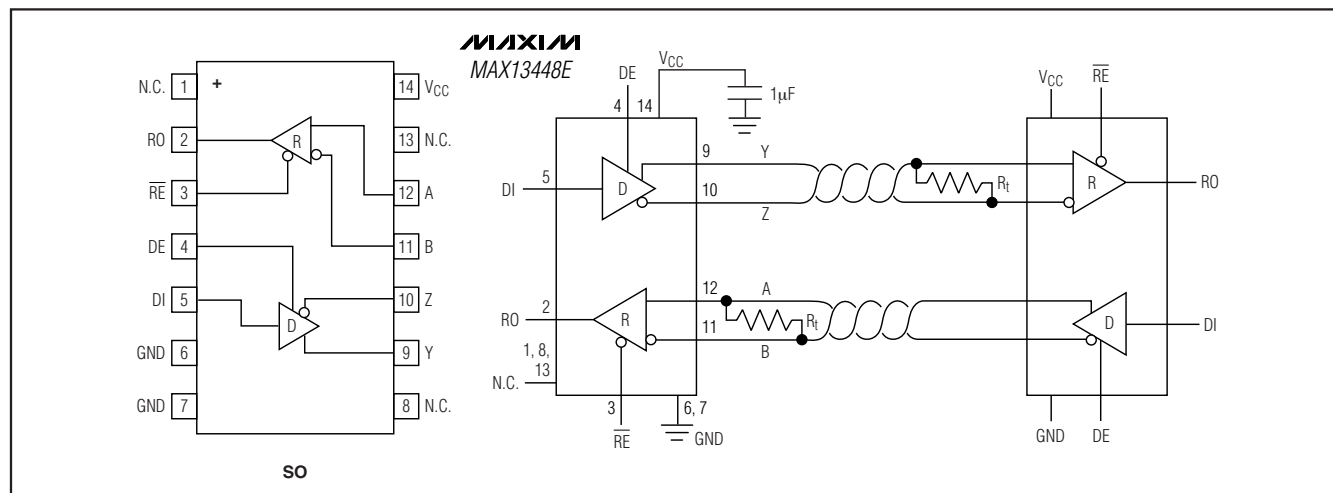 MAXIM
MAX13448E
N.C. 1
+
14 VCC
RO 2
R
13 N.C.
RE 3
12 A
DE 4
11 B
DI 5
D
10 Z
GND 6
9 Y
GND 7
8 N.C.
SO
DE
VCC
4
14
1μF
DI
5
D
9
Y
10
Z
Rt
VCC
RE
R
RO
RO
2
R
12
A
11
B
Rt
D
DI
1, 8,
13
N.C.
3
RE
6, 7
GND
GND
DE